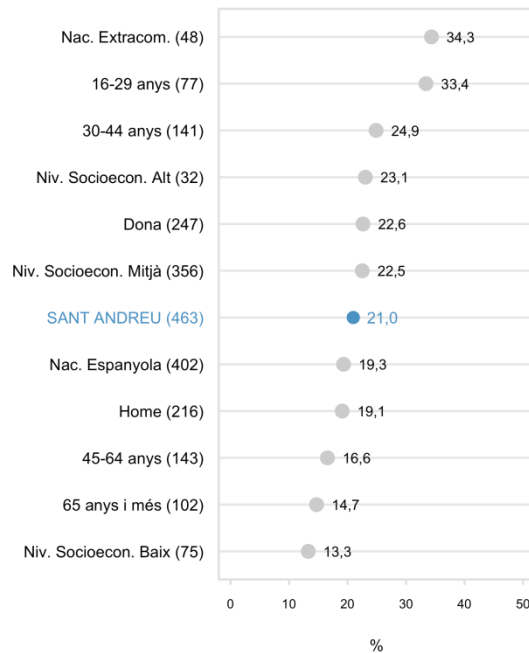 Nac. Extracom. (48) 34,3
16-29 anys (77) 33,4
30-44 anys (141) 24,9
Niv. Socioecon. Alt (32) 23,1
Dona (247) 22,6
Niv. Socioecon. Mitjà (356) 22,5
SANT ANDREU (463) 21,0
Nac. Espanyola (402) 19,3
Home (216) 19,1
45-64 anys (143) 16,6
65 anys i més (102) 14,7
Niv. Socioecon. Baix (75) 13,3
0 10 20 30 40 50
%